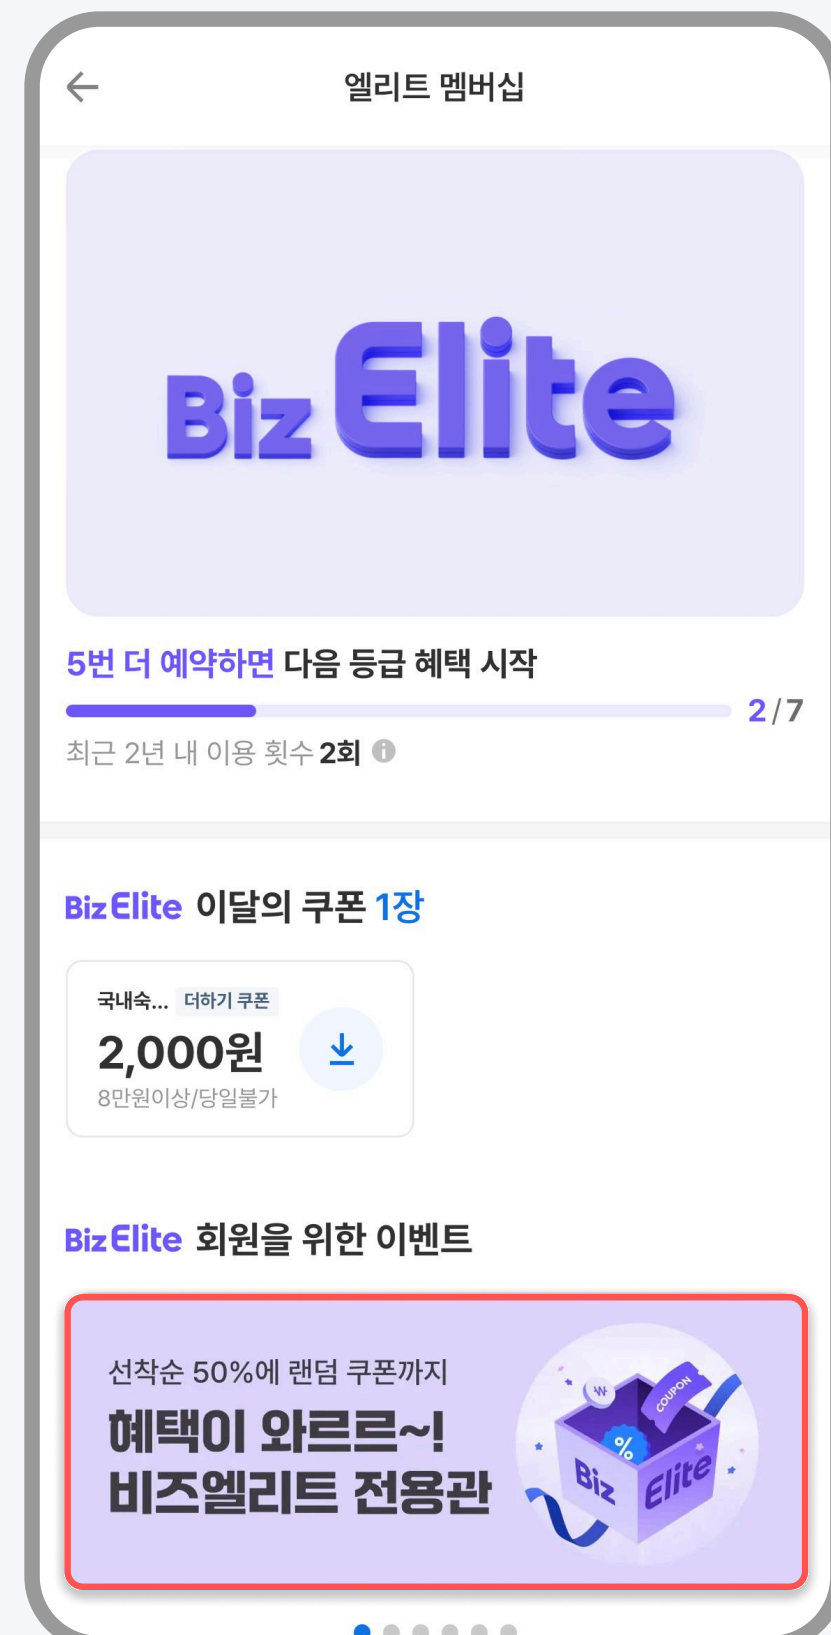 엘리트 멤버십
Biz Elite
5번 더 예약하면 다음 등급 혜택 시작
2/7
최근 2년 내 이용 횟수 2회
Biz Elite 이달의 쿠폰 1장
국내숙... 더하기 쿠폰
2,000원
8만원이상/당일불가
Biz Elite 회원을 위한 이벤트
선착순 50%에 랜덤 쿠폰까지
혜택이 와르르~!
비즈엘리트 전용관
₩
COUPON
%
Biz Elite